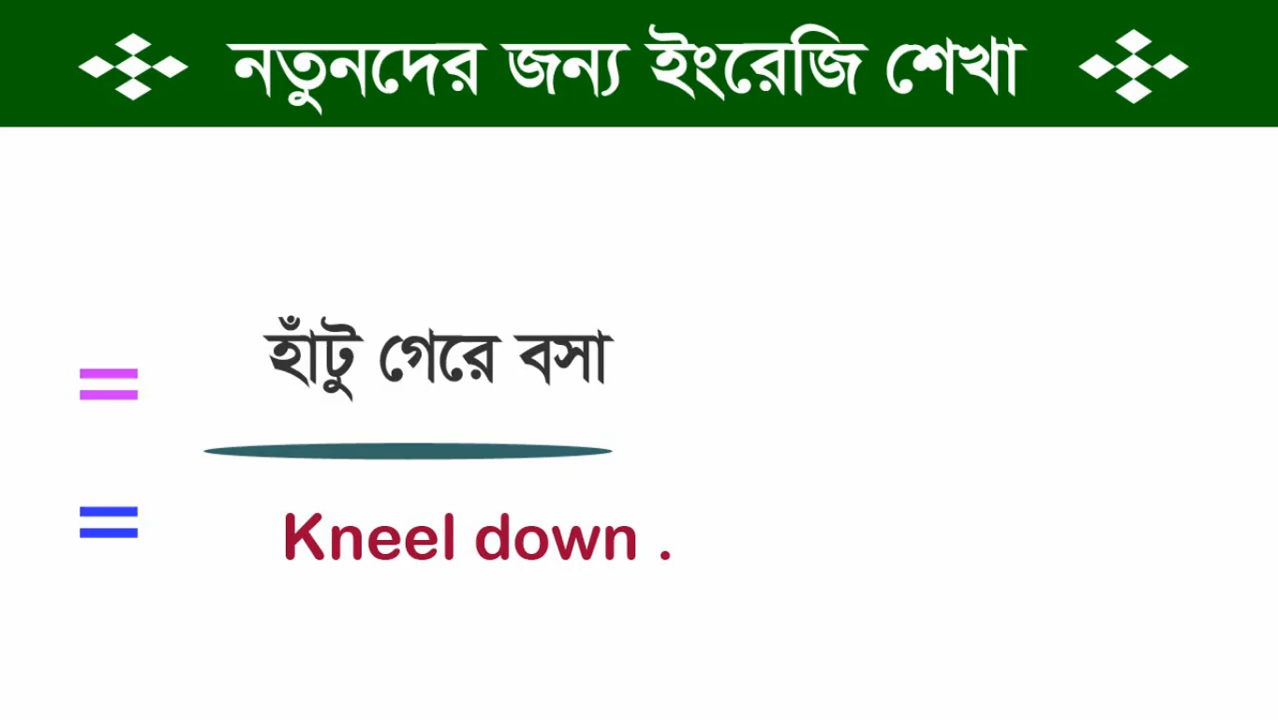 নতুনদের জন্য ইংরেজি শেখা
= হাঁটু গেরে বসা
= Kneel down .